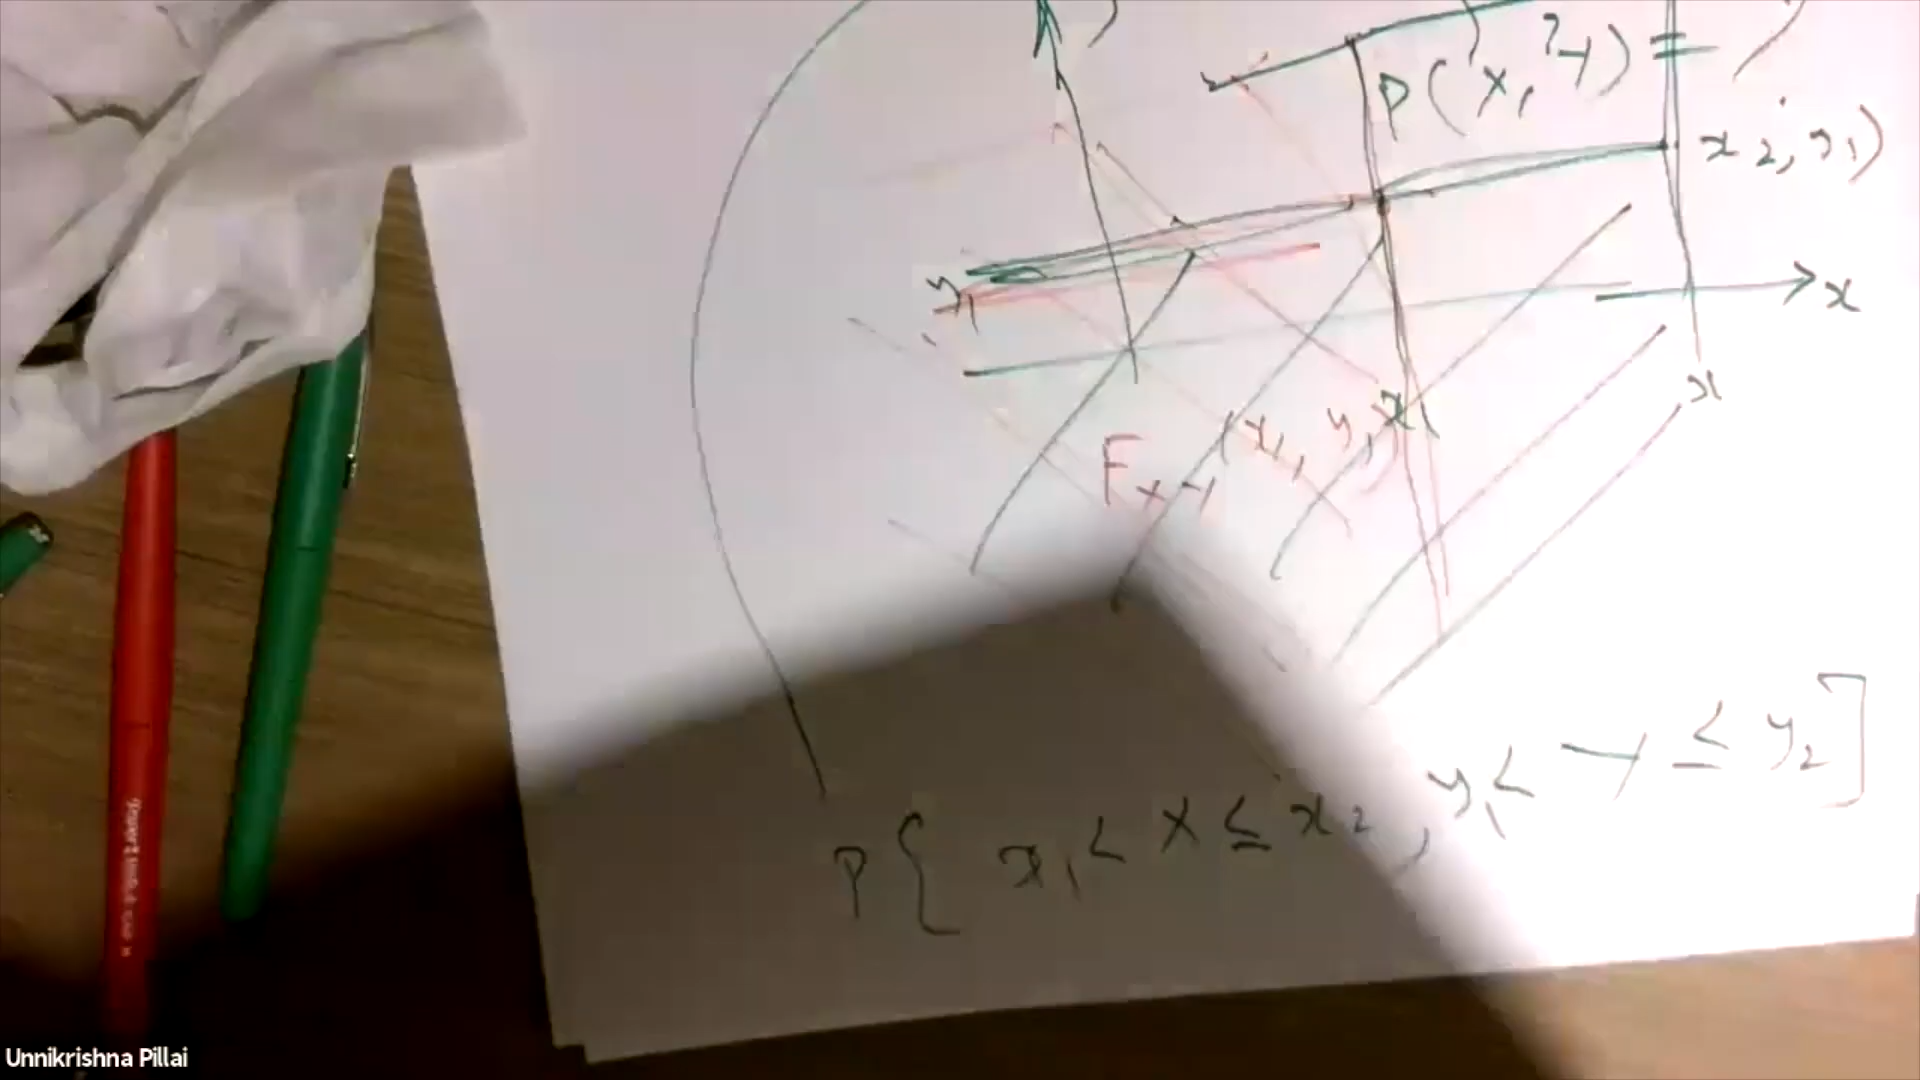 P(x, y) =
x₂, y₁)
y₁
x
x
x₁
F_XY (x₁, y₁)
P{ x₁ < X ≤ x₂, y₁ < Y ≤ y₂]
Unnikrishna Pillai